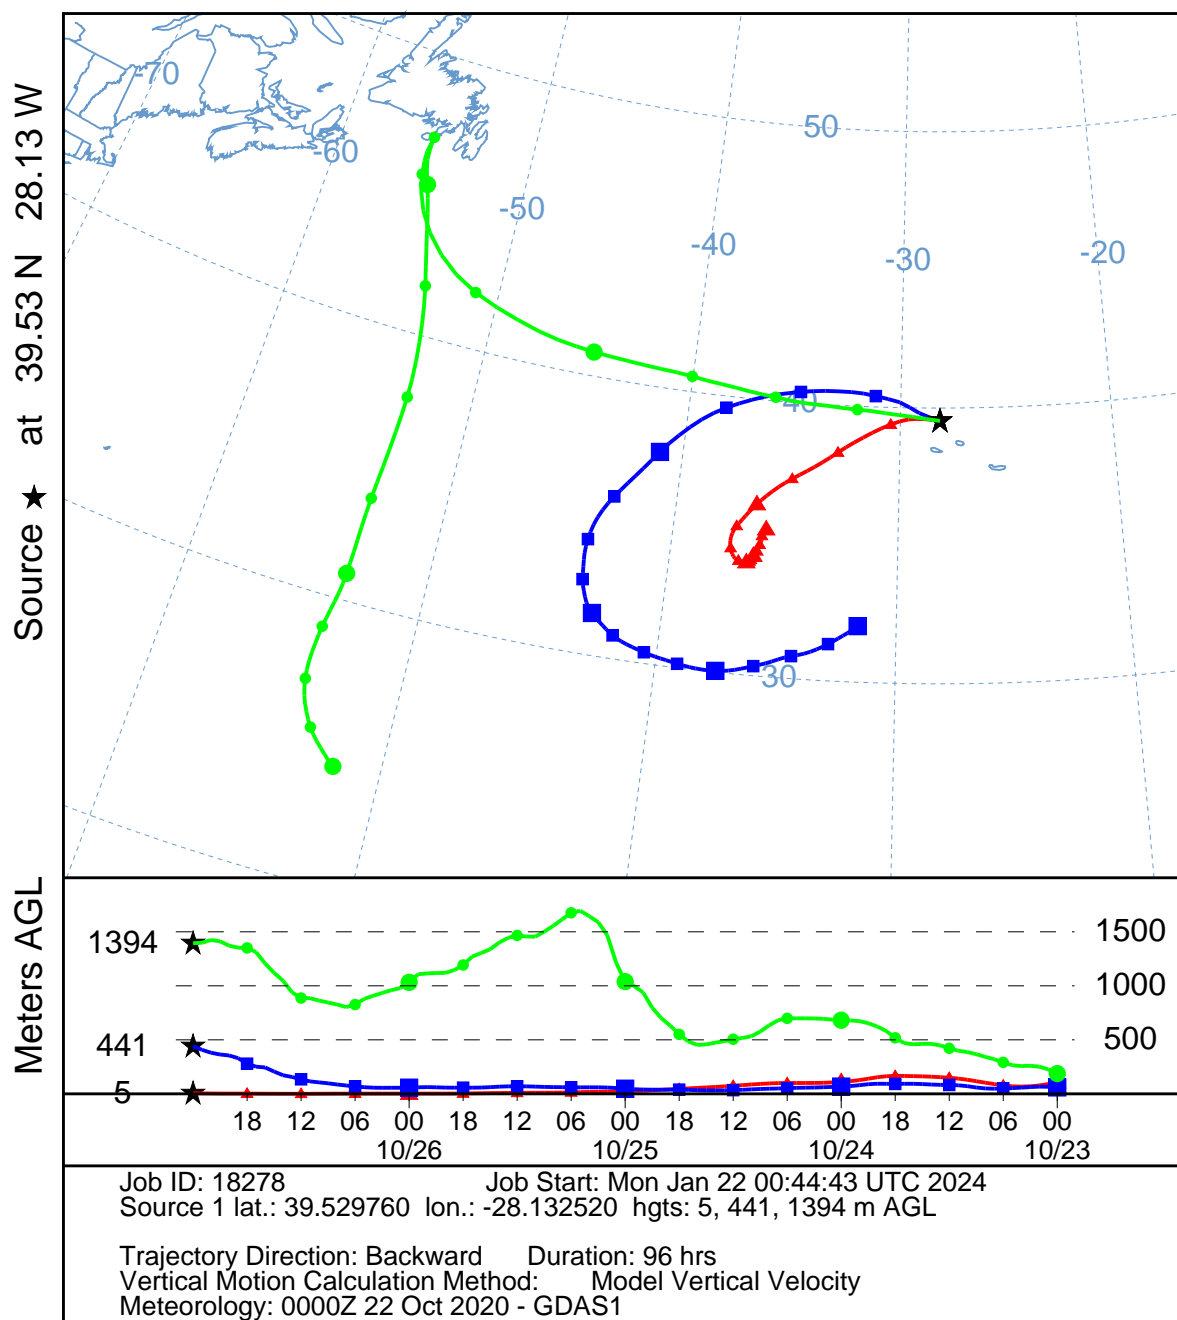 Source ★ at 39.53 N 28.13 W
-70
-60
50
-50
-40
-30
-20
40
30
Meters AGL
1394
441
5
1500
1000
500
18 12 06 00 18 12 06 00 18 12 06 00 18 12 06 00
10/26 10/25 10/24 10/23
Job ID: 18278 Job Start: Mon Jan 22 00:44:43 UTC 2024
Source 1 lat.: 39.529760 lon.: -28.132520 hgts: 5, 441, 1394 m AGL
Trajectory Direction: Backward Duration: 96 hrs
Vertical Motion Calculation Method: Model Vertical Velocity
Meteorology: 0000Z 22 Oct 2020 - GDAS1